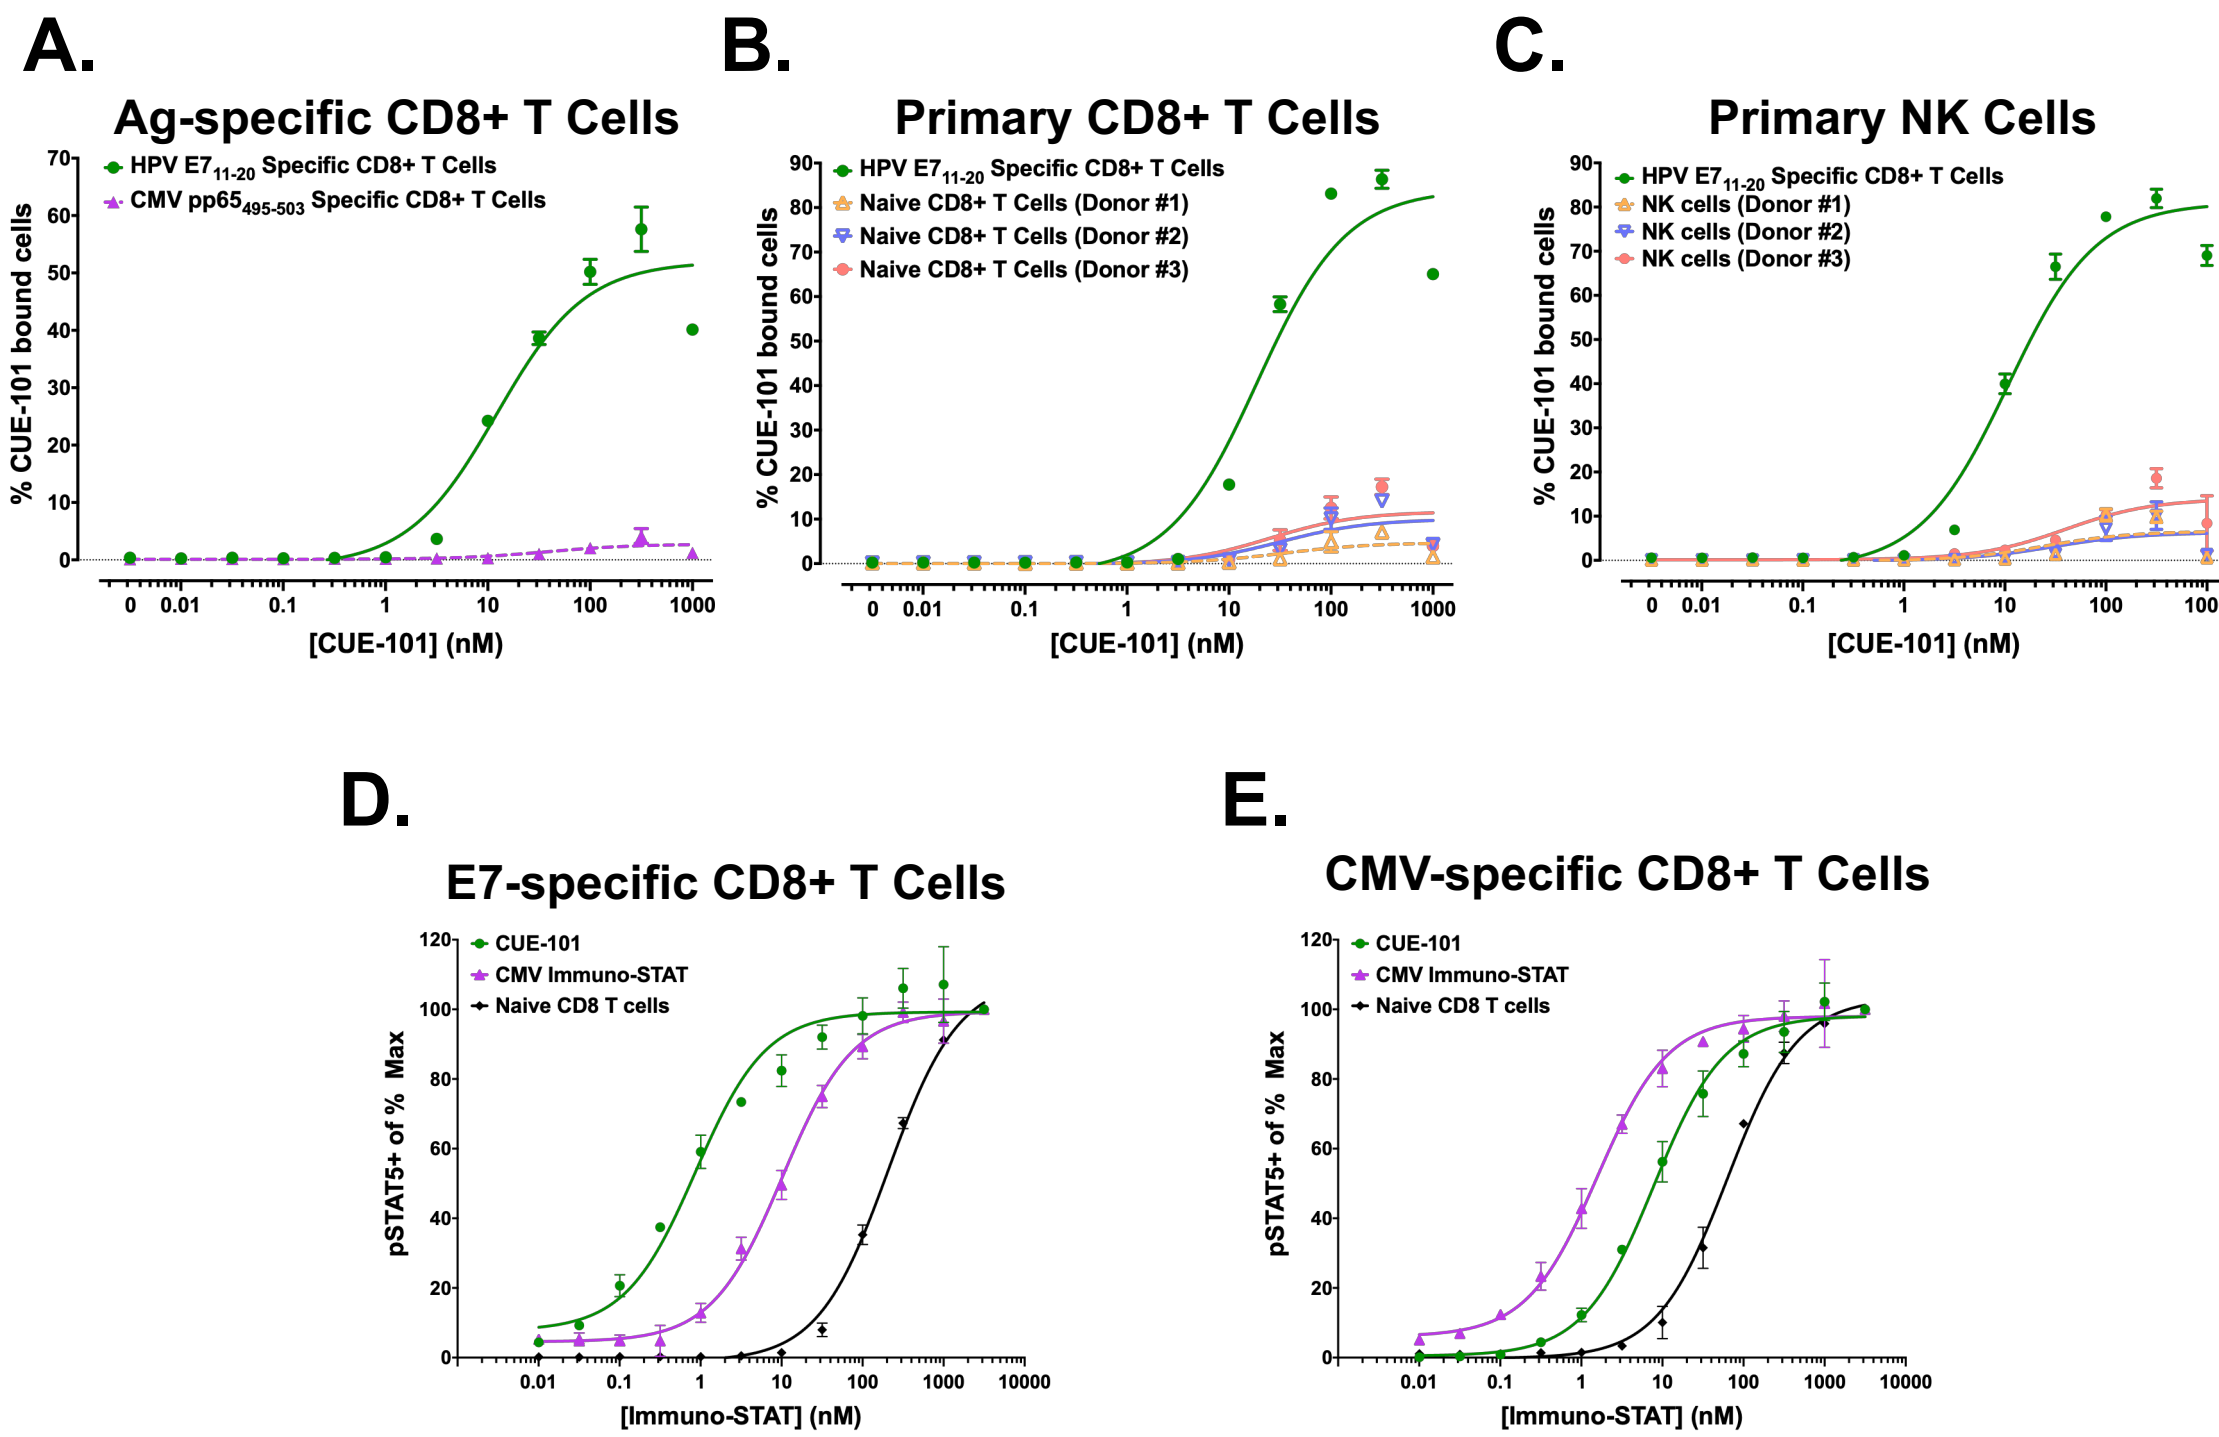 A.
Ag-specific CD8+ T Cells
HPV E7₁₁₋₂₀ Specific CD8+ T Cells
CMV pp65₄₉₅₋₅₀₃ Specific CD8+ T Cells
% CUE-101 bound cells
70
60
50
40
30
20
10
0
0 0.01 0.1 1 10 100 1000
[CUE-101] (nM)
B.
Primary CD8+ T Cells
HPV E7₁₁₋₂₀ Specific CD8+ T Cells
Naive CD8+ T Cells (Donor #1)
Naive CD8+ T Cells (Donor #2)
Naive CD8+ T Cells (Donor #3)
% CUE-101 bound cells
90
80
70
60
50
40
30
20
10
0
0 0.01 0.1 1 10 100 1000
[CUE-101] (nM)
C.
Primary NK Cells
HPV E7₁₁₋₂₀ Specific CD8+ T Cells
NK cells (Donor #1)
NK cells (Donor #2)
NK cells (Donor #3)
% CUE-101 bound cells
90
80
70
60
50
40
30
20
10
0
0 0.01 0.1 1 10 100 100
[CUE-101] (nM)
D.
E7-specific CD8+ T Cells
CUE-101
CMV Immuno-STAT
Naive CD8 T cells
pSTAT5+ of % Max
120
100
80
60
40
20
0
0.01 0.1 1 10 100 1000 10000
[Immuno-STAT] (nM)
E.
CMV-specific CD8+ T Cells
CUE-101
CMV Immuno-STAT
Naive CD8 T cells
pSTAT5+ of % Max
120
100
80
60
40
20
0
0.01 0.1 1 10 100 1000 10000
[Immuno-STAT] (nM)